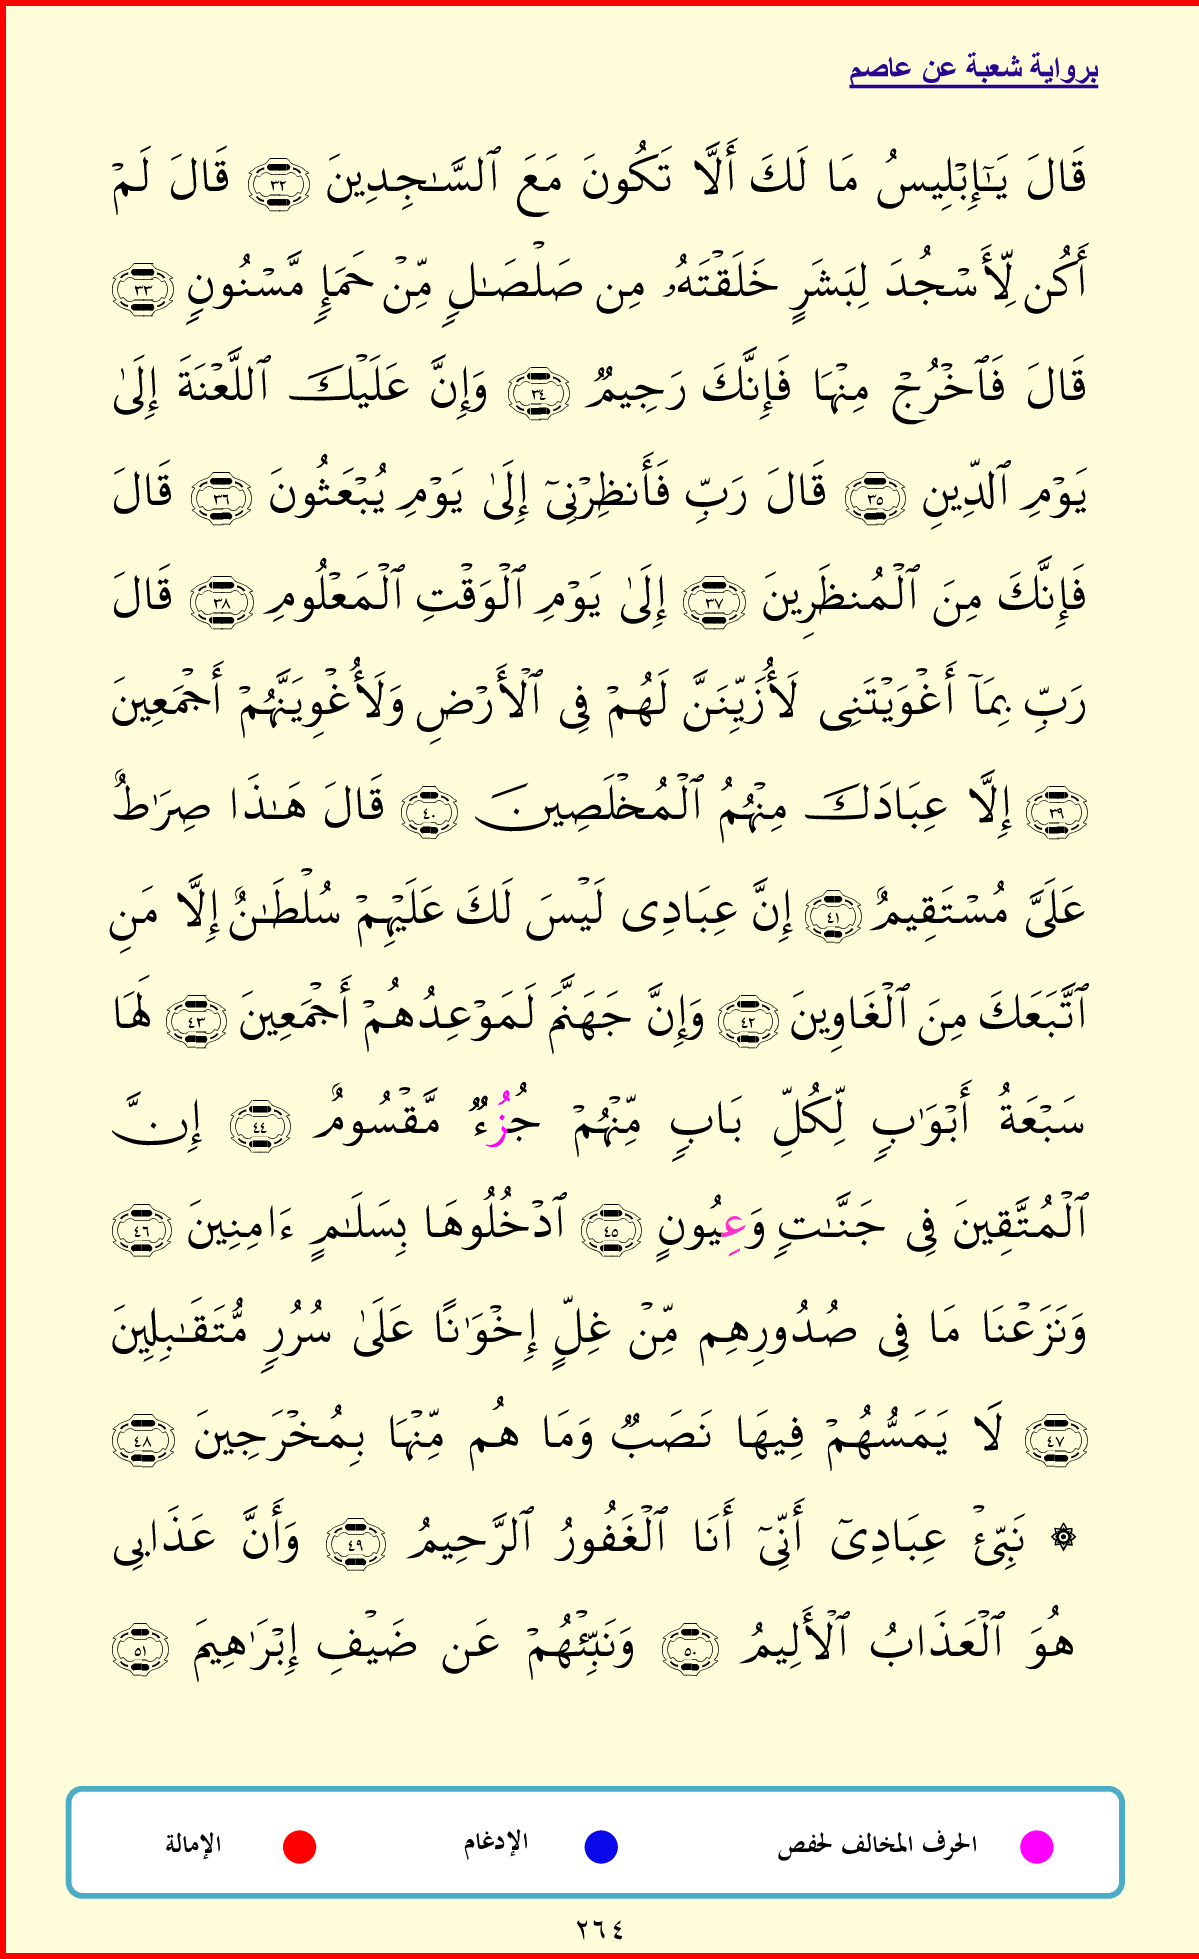 برواية شعبة عن عاصم
قَالَ يَـٰٓإِبْلِيسُ مَا لَكَ أَلَّا تَكُونَ مَعَ ٱلسَّـٰجِدِينَ ٣٢ قَالَ لَمْ
أَكُن لِّأَسْجُدَ لِبَشَرٍ خَلَقْتَهُۥ مِن صَلْصَـٰلٍ مِّنْ حَمَإٍ مَّسْنُونٍ ٣٣
قَالَ فَٱخْرُجْ مِنْهَا فَإِنَّكَ رَجِيمٌ ٣٤ وَإِنَّ عَلَيْكَ ٱللَّعْنَةَ إِلَىٰ
يَوْمِ ٱلدِّينِ ٣٥ قَالَ رَبِّ فَأَنظِرْنِىٓ إِلَىٰ يَوْمِ يُبْعَثُونَ ٣٦ قَالَ
فَإِنَّكَ مِنَ ٱلْمُنظَرِينَ ٣٧ إِلَىٰ يَوْمِ ٱلْوَقْتِ ٱلْمَعْلُومِ ٣٨ قَالَ
رَبِّ بِمَآ أَغْوَيْتَنِى لَأُزَيِّنَنَّ لَهُمْ فِى ٱلْأَرْضِ وَلَأُغْوِيَنَّهُمْ أَجْمَعِينَ
٣٩ إِلَّا عِبَادَكَ مِنْهُمُ ٱلْمُخْلَصِينَ ٤٠ قَالَ هَـٰذَا صِرَٰطٌ
عَلَىَّ مُسْتَقِيمٌ ٤١ إِنَّ عِبَادِى لَيْسَ لَكَ عَلَيْهِمْ سُلْطَـٰنٌ إِلَّا مَنِ
ٱتَّبَعَكَ مِنَ ٱلْغَاوِينَ ٤٢ وَإِنَّ جَهَنَّمَ لَمَوْعِدُهُمْ أَجْمَعِينَ ٤٣ لَهَا
سَبْعَةُ أَبْوَٰبٍ لِّكُلِّ بَابٍ مِّنْهُمْ جُزُءٌ مَّقْسُومٌ ٤٤ إِنَّ
ٱلْمُتَّقِينَ فِى جَنَّـٰتٍ وَعِيُونٍ ٤٥ ٱدْخُلُوهَا بِسَلَـٰمٍ ءَامِنِينَ ٤٦
وَنَزَعْنَا مَا فِى صُدُورِهِم مِّنْ غِلٍّ إِخْوَٰنًا عَلَىٰ سُرُرٍ مُّتَقَـٰبِلِينَ
٤٧ لَا يَمَسُّهُمْ فِيهَا نَصَبٌ وَمَا هُم مِّنْهَا بِمُخْرَجِينَ ٤٨
۞ نَبِّئْ عِبَادِىٓ أَنِّىٓ أَنَا ٱلْغَفُورُ ٱلرَّحِيمُ ٤٩ وَأَنَّ عَذَابِى
هُوَ ٱلْعَذَابُ ٱلْأَلِيمُ ٥٠ وَنَبِّئْهُمْ عَن ضَيْفِ إِبْرَٰهِيمَ ٥١
الحرف المخالف لحفص الإدغام الإمالة
٢٦٤